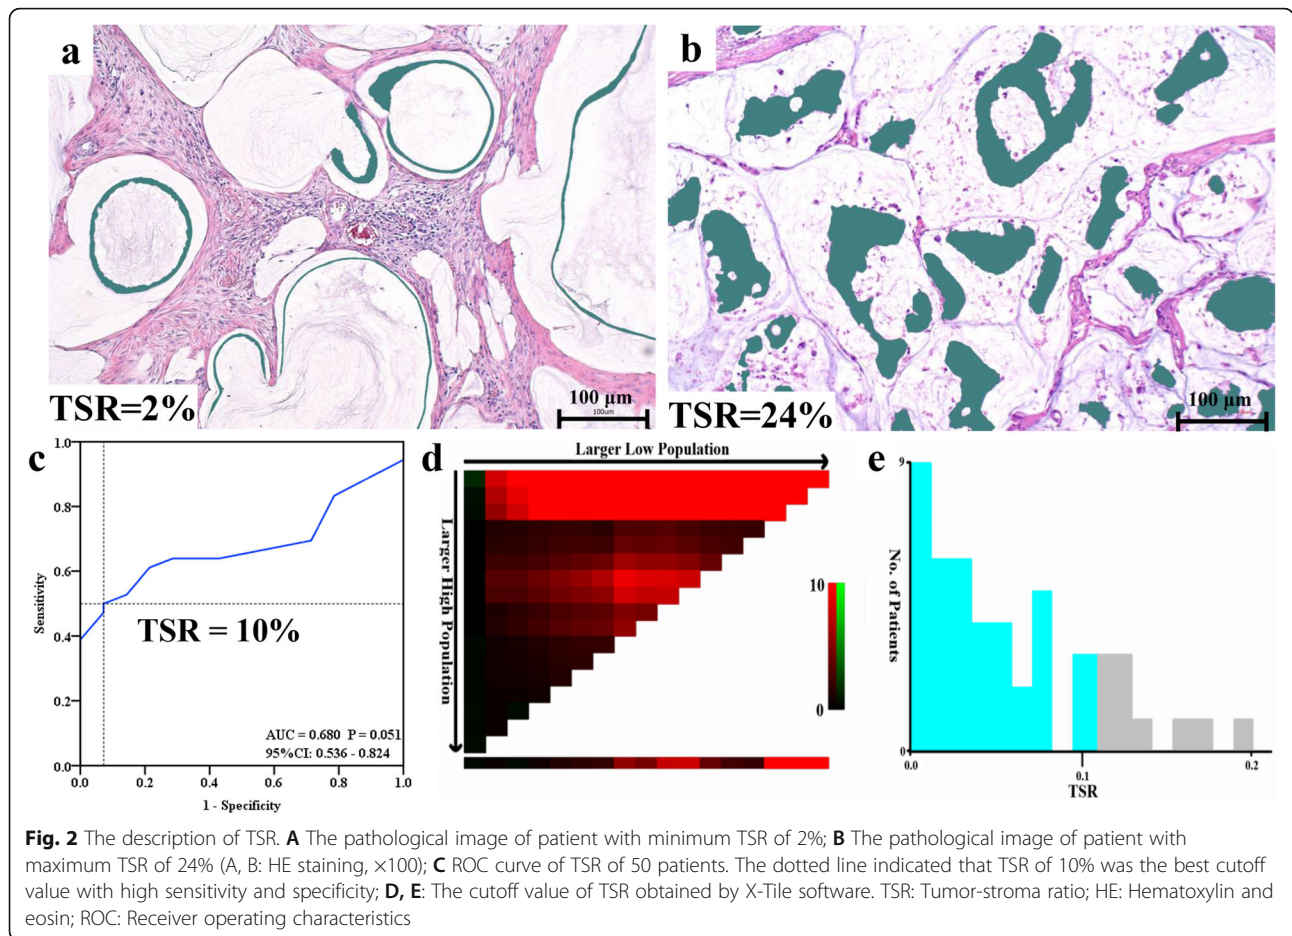 a
TSR=2%
100 μm
100um
b
TSR=24%
100 μm
c
1.0
0.8
0.6
0.4
0.2
0.0
Sensitivity
TSR = 10%
AUC = 0.680 P = 0.051
95%CI: 0.536 - 0.824
0.0 0.2 0.4 0.6 0.8 1.0
1 - Specificity
d
Larger Low Population
Larger High Population
10
0
e
9
0
No. of Patients
0.0 0.1 0.2
TSR
Fig. 2 The description of TSR. A The pathological image of patient with minimum TSR of 2%; B The pathological image of patient with
maximum TSR of 24% (A, B: HE staining, ×100); C ROC curve of TSR of 50 patients. The dotted line indicated that TSR of 10% was the best cutoff
value with high sensitivity and specificity; D, E: The cutoff value of TSR obtained by X-Tile software. TSR: Tumor-stroma ratio; HE: Hematoxylin and
eosin; ROC: Receiver operating characteristics